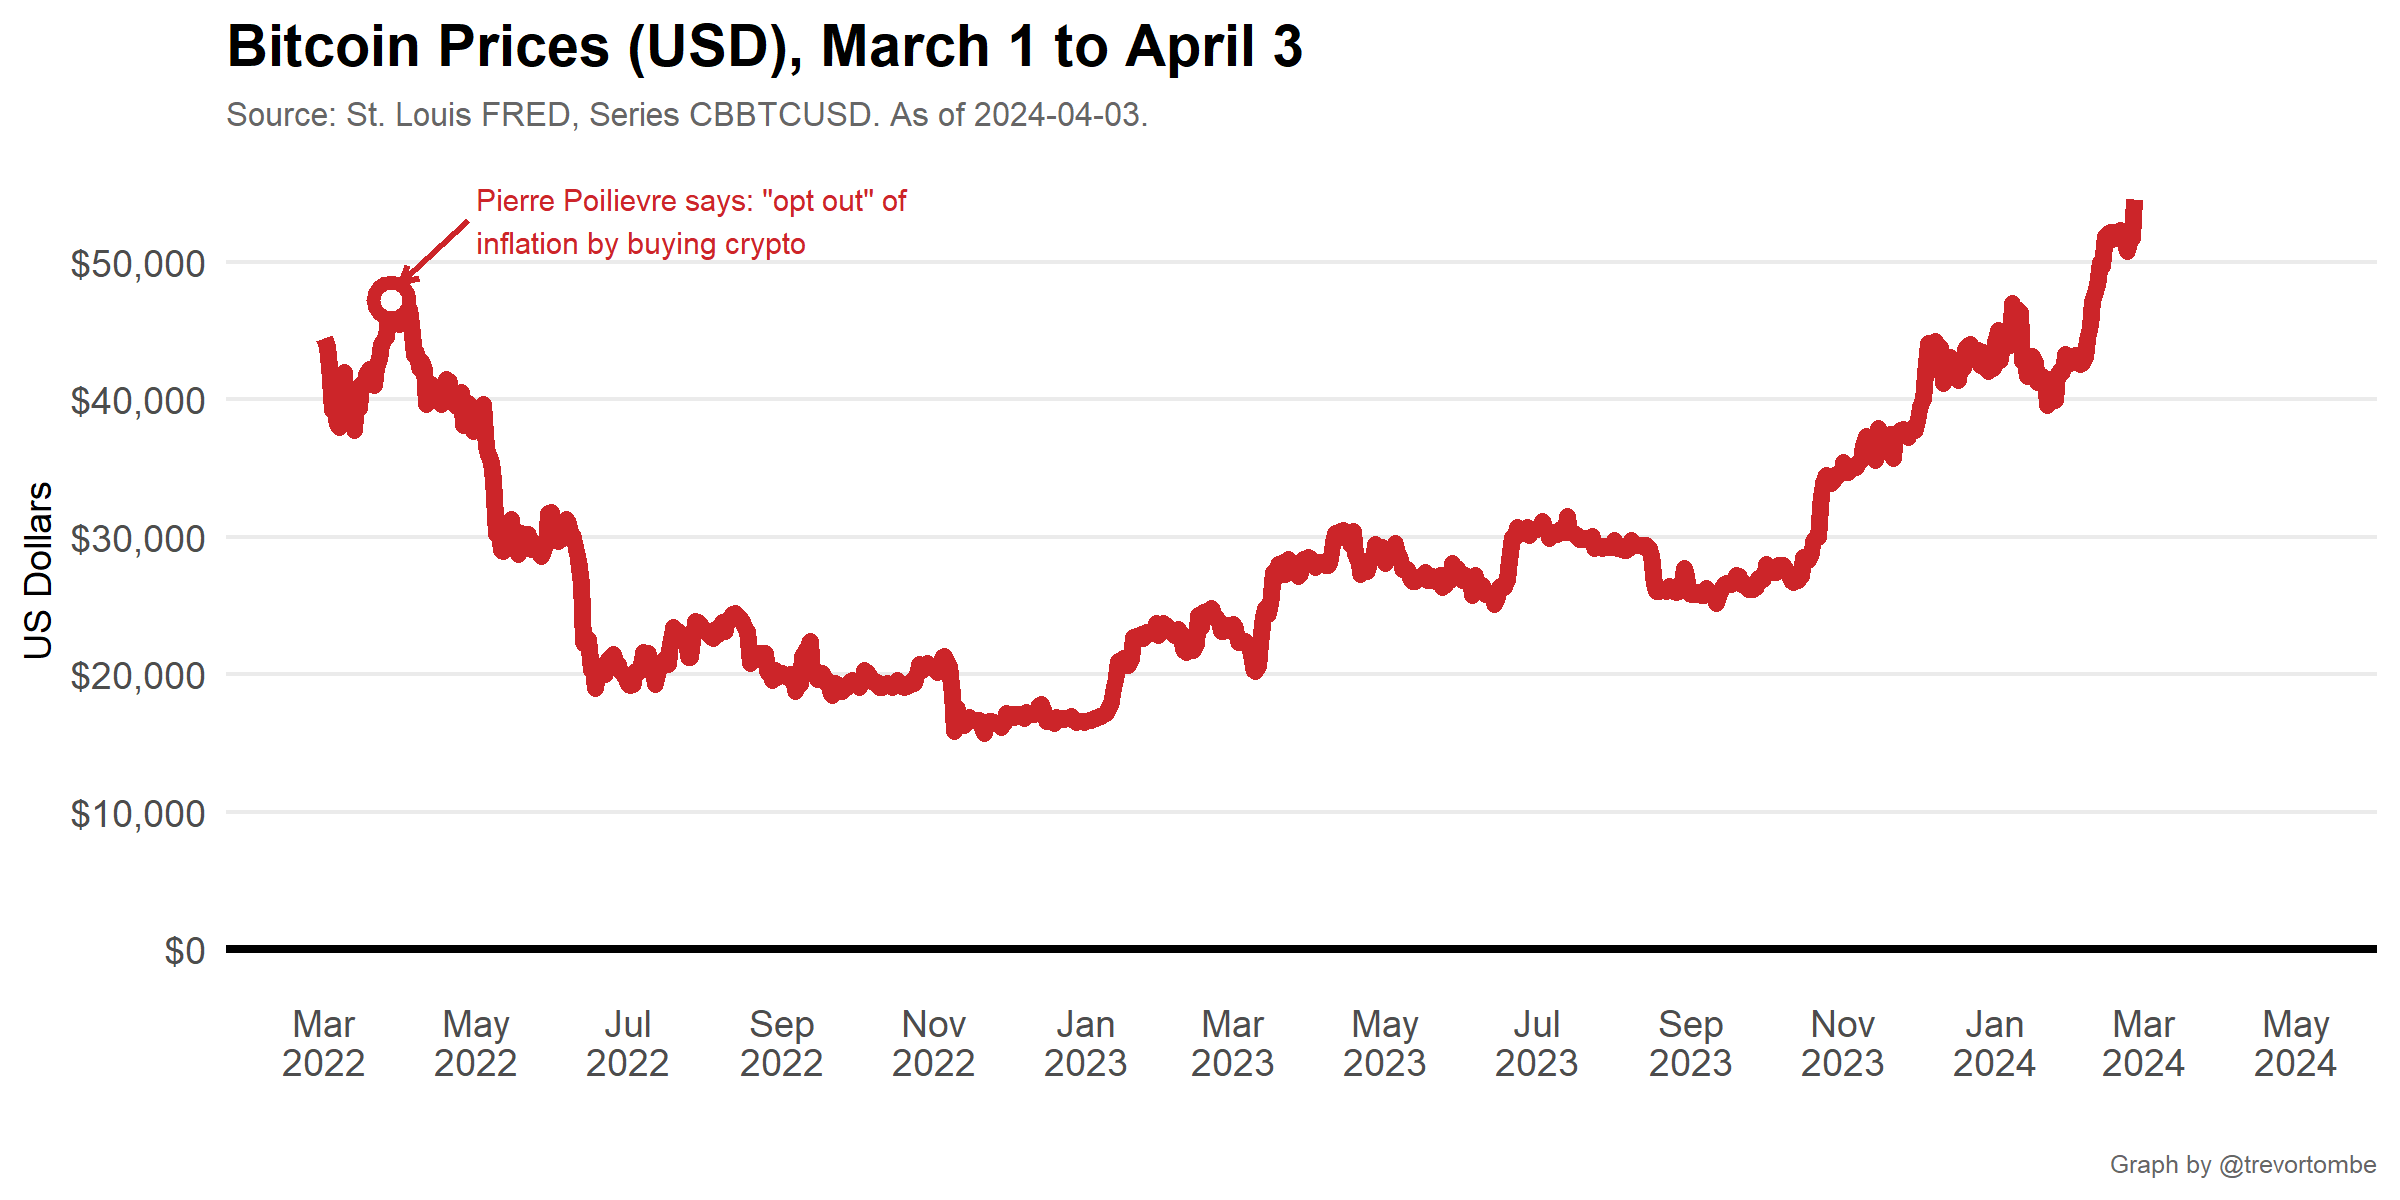 Bitcoin Prices (USD), March 1 to April 3
Source: St. Louis FRED, Series CBBTCUSD. As of 2024-04-03.
Pierre Poilievre says: "opt out" of
inflation by buying crypto
US Dollars
$50,000
$40,000
$30,000
$20,000
$10,000
$0
Mar 2022
May 2022
Jul 2022
Sep 2022
Nov 2022
Jan 2023
Mar 2023
May 2023
Jul 2023
Sep 2023
Nov 2023
Jan 2024
Mar 2024
May 2024
Graph by @trevortombe